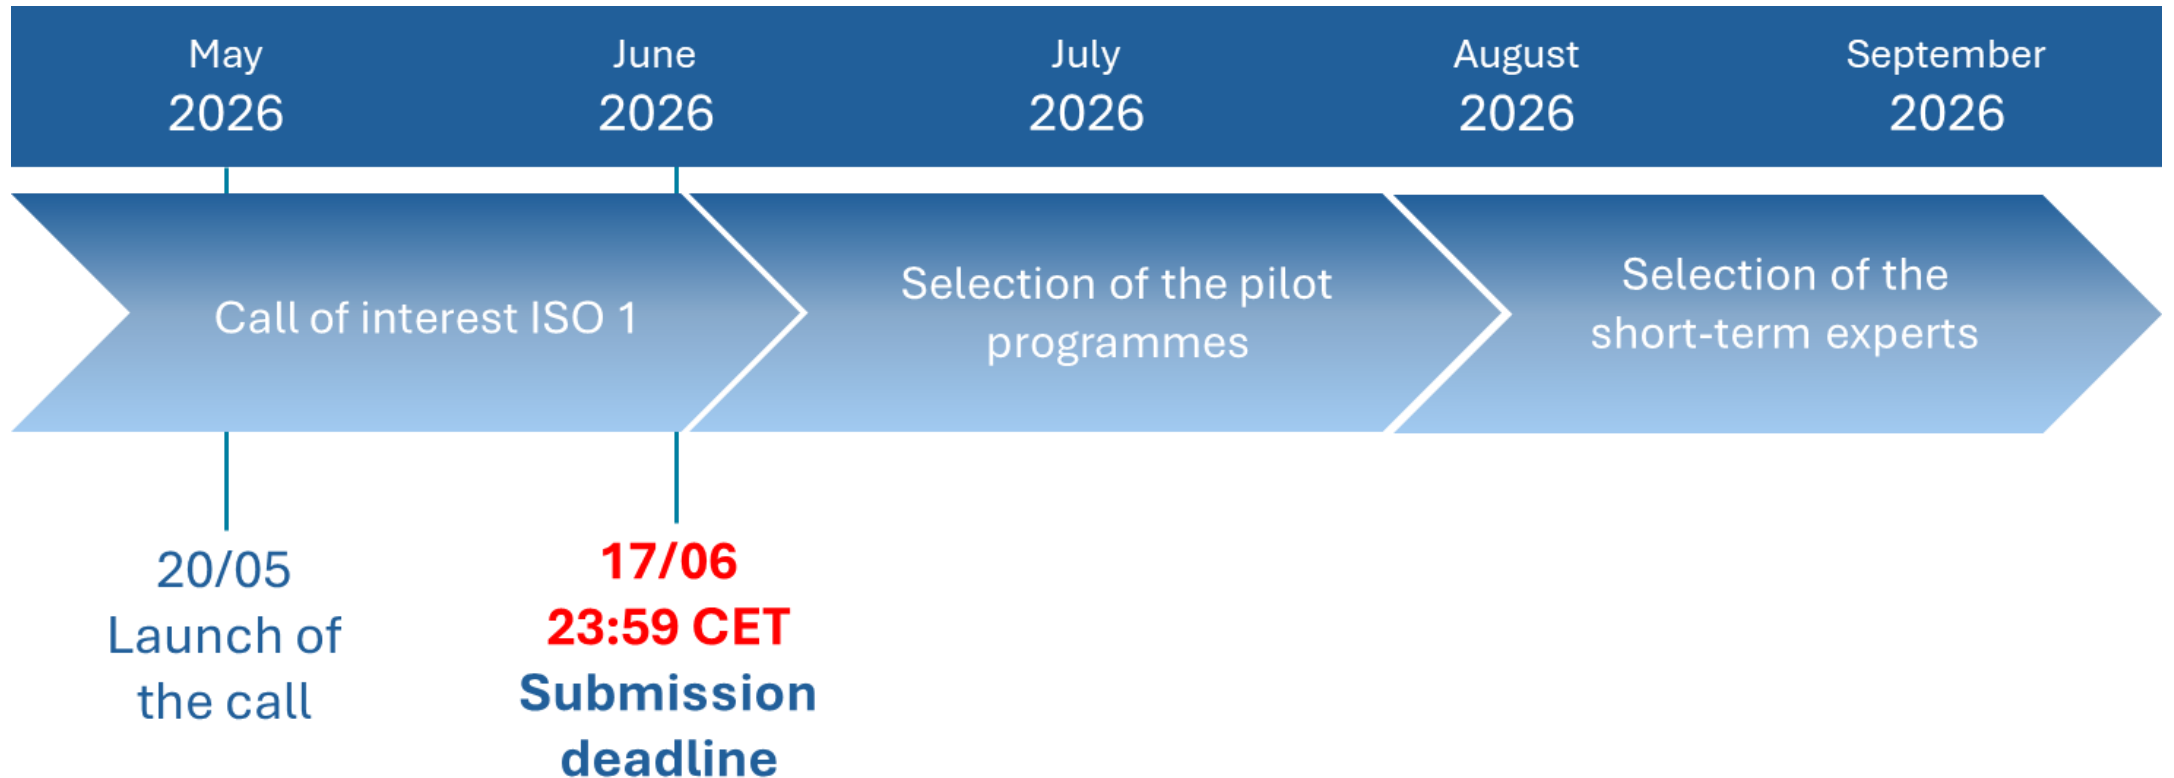 May
2026
June
2026
July
2026
August
2026
September
2026
Call of interest ISO 1
Selection of the pilot
programmes
Selection of the
short-term experts
20/05
Launch of
the call
17/06
23:59 CET
Submission
deadline